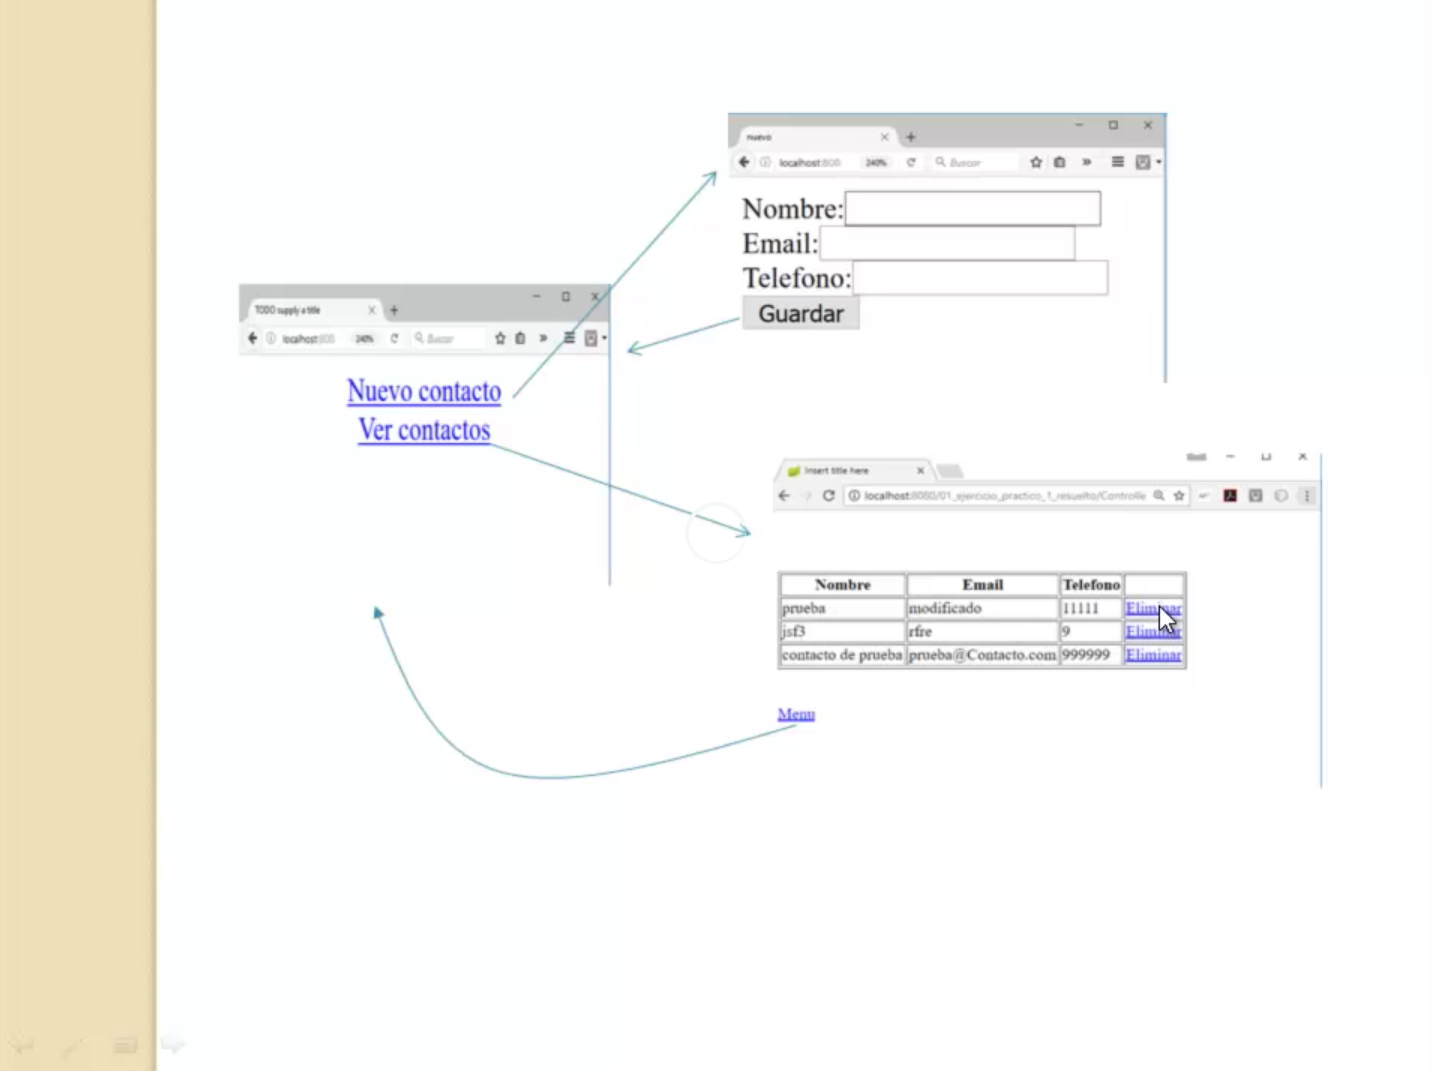 nuevo
localhost:808 240% Buscar
Nombre:
Email:
Telefono:
Guardar
TODO supply a title
localhost:808 240% Buscar
Nuevo contacto
Ver contactos
Insert title here
localhost:8080/01_ejercicio_practico_1_resuelto/Controlle
Nombre Email Telefono
prueba modificado 11111 Eliminar
jsf3 rfre 9 Eliminar
contacto de prueba prueba@Contacto.com 999999 Eliminar
Menu